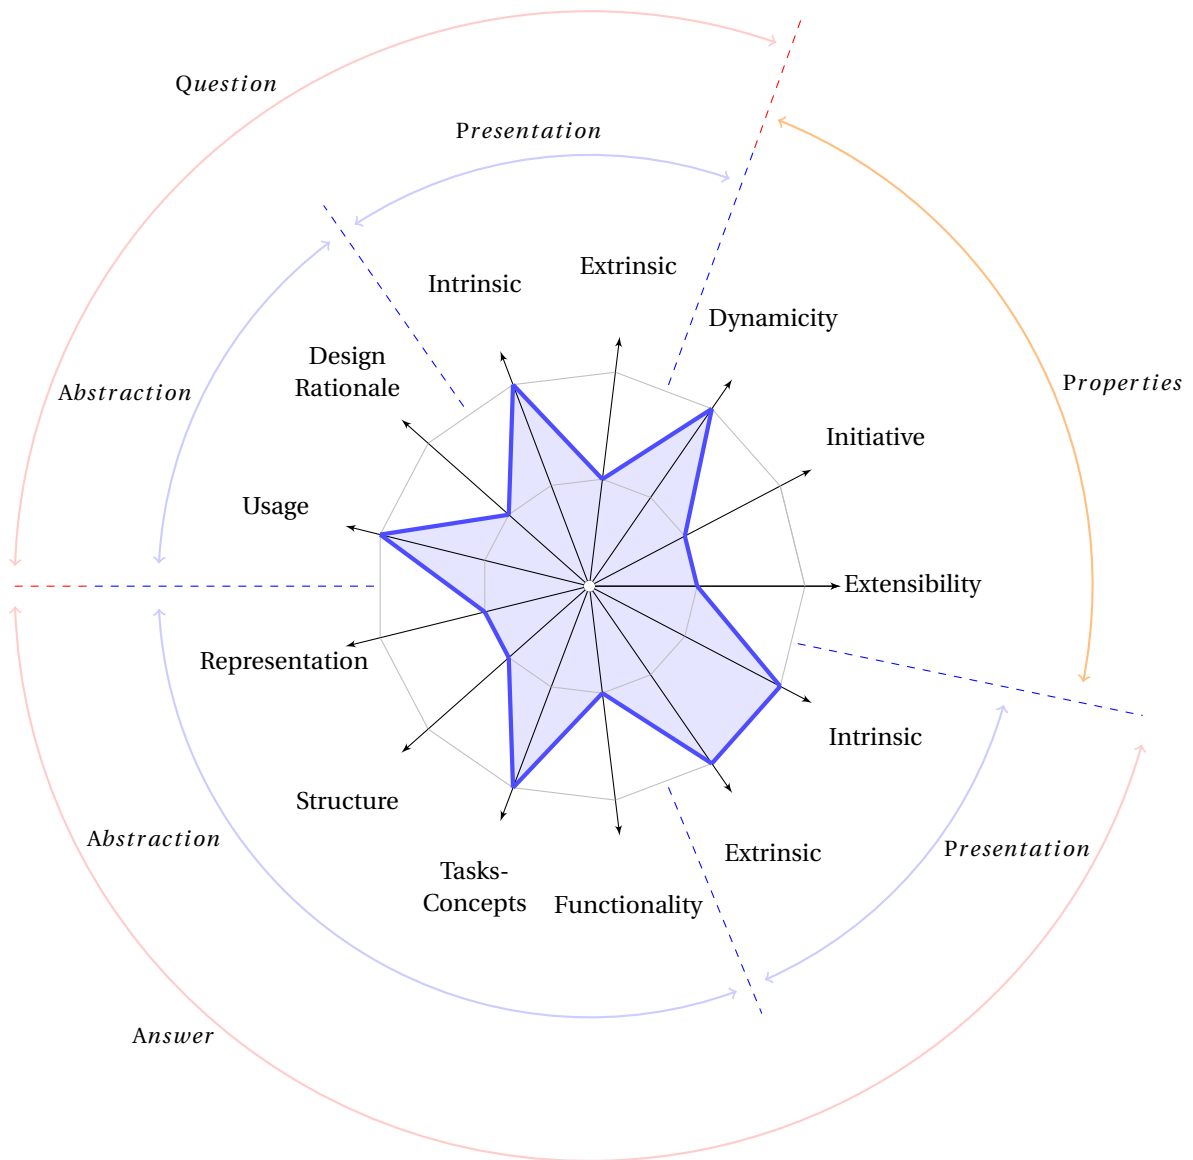 Question
Presentation
Extrinsic
Intrinsic
Dynamicity
Design
Rationale
Properties
Abstraction
Initiative
Usage
Extensibility
Representation
Intrinsic
Structure
Abstraction
Presentation
Extrinsic
Tasks-
Concepts
Functionality
Answer